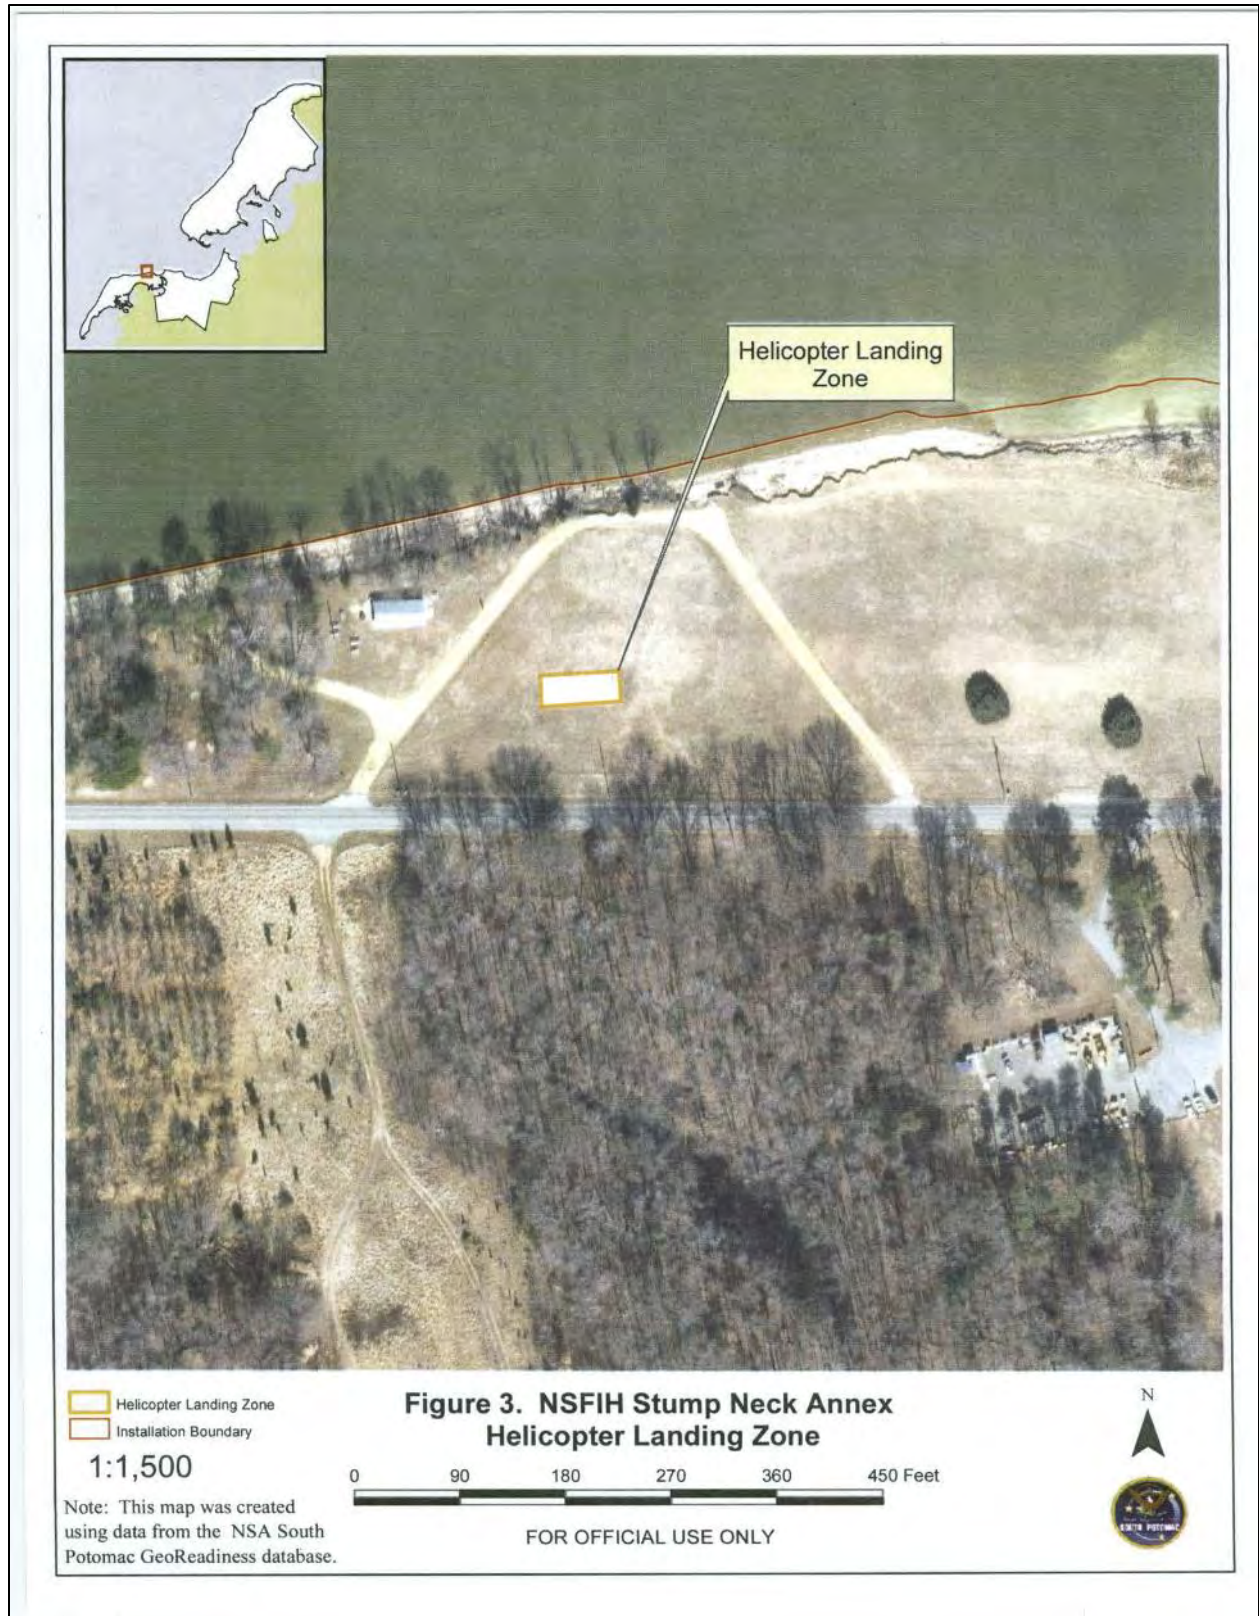 Helicopter Landing
Zone
Helicopter Landing Zone
Installation Boundary
1:1,500
Note: This map was created
using data from the NSA South
Potomac GeoReadiness database.
Figure 3. NSFIH Stump Neck Annex
Helicopter Landing Zone
0 90 180 270 360 450 Feet
FOR OFFICIAL USE ONLY
N
SOUTH POTOMAC